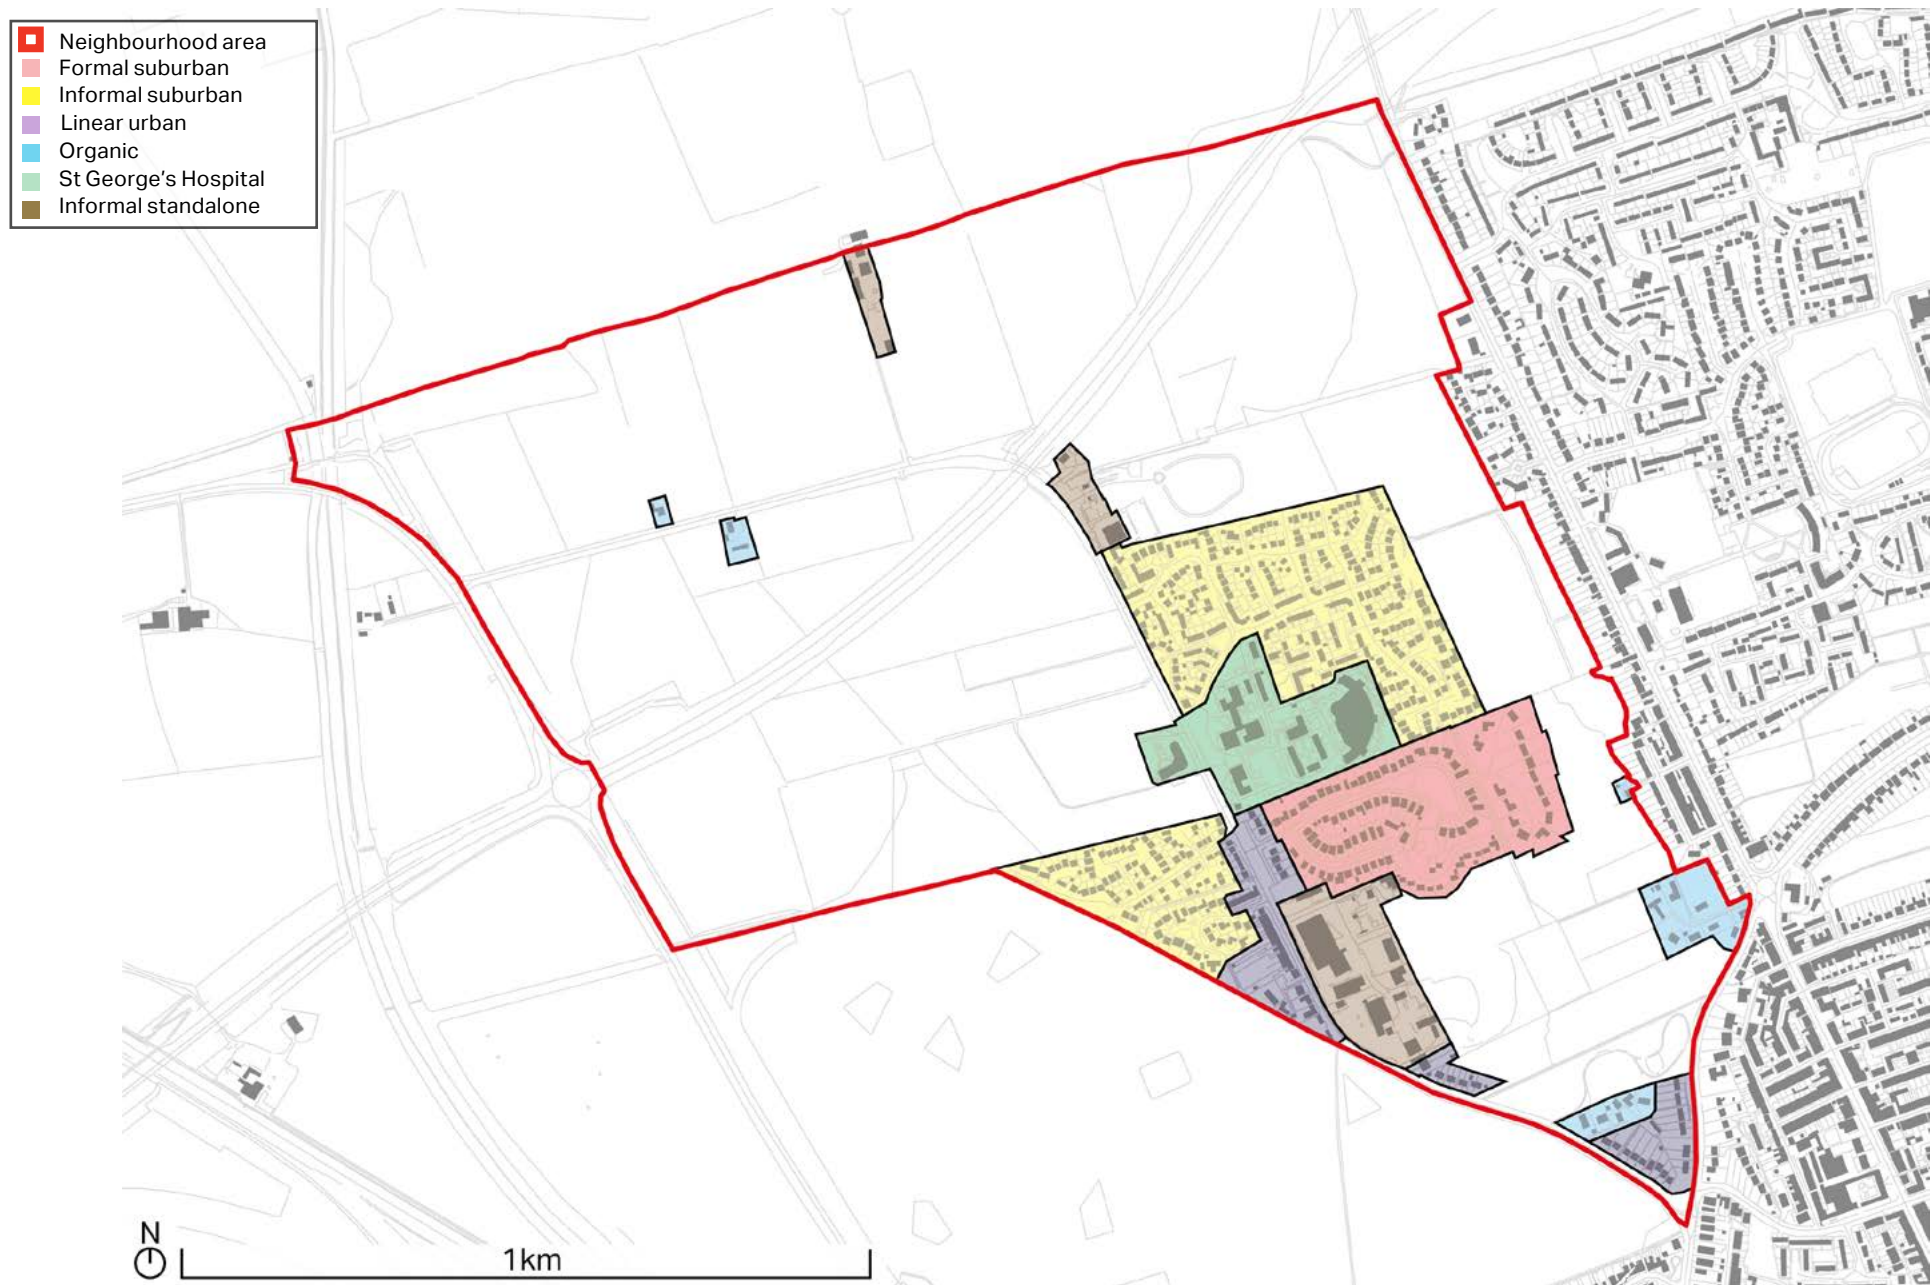 Neighbourhood area
Formal suburban
Informal suburban
Linear urban
Organic
St George's Hospital
Informal standalone
N
1km